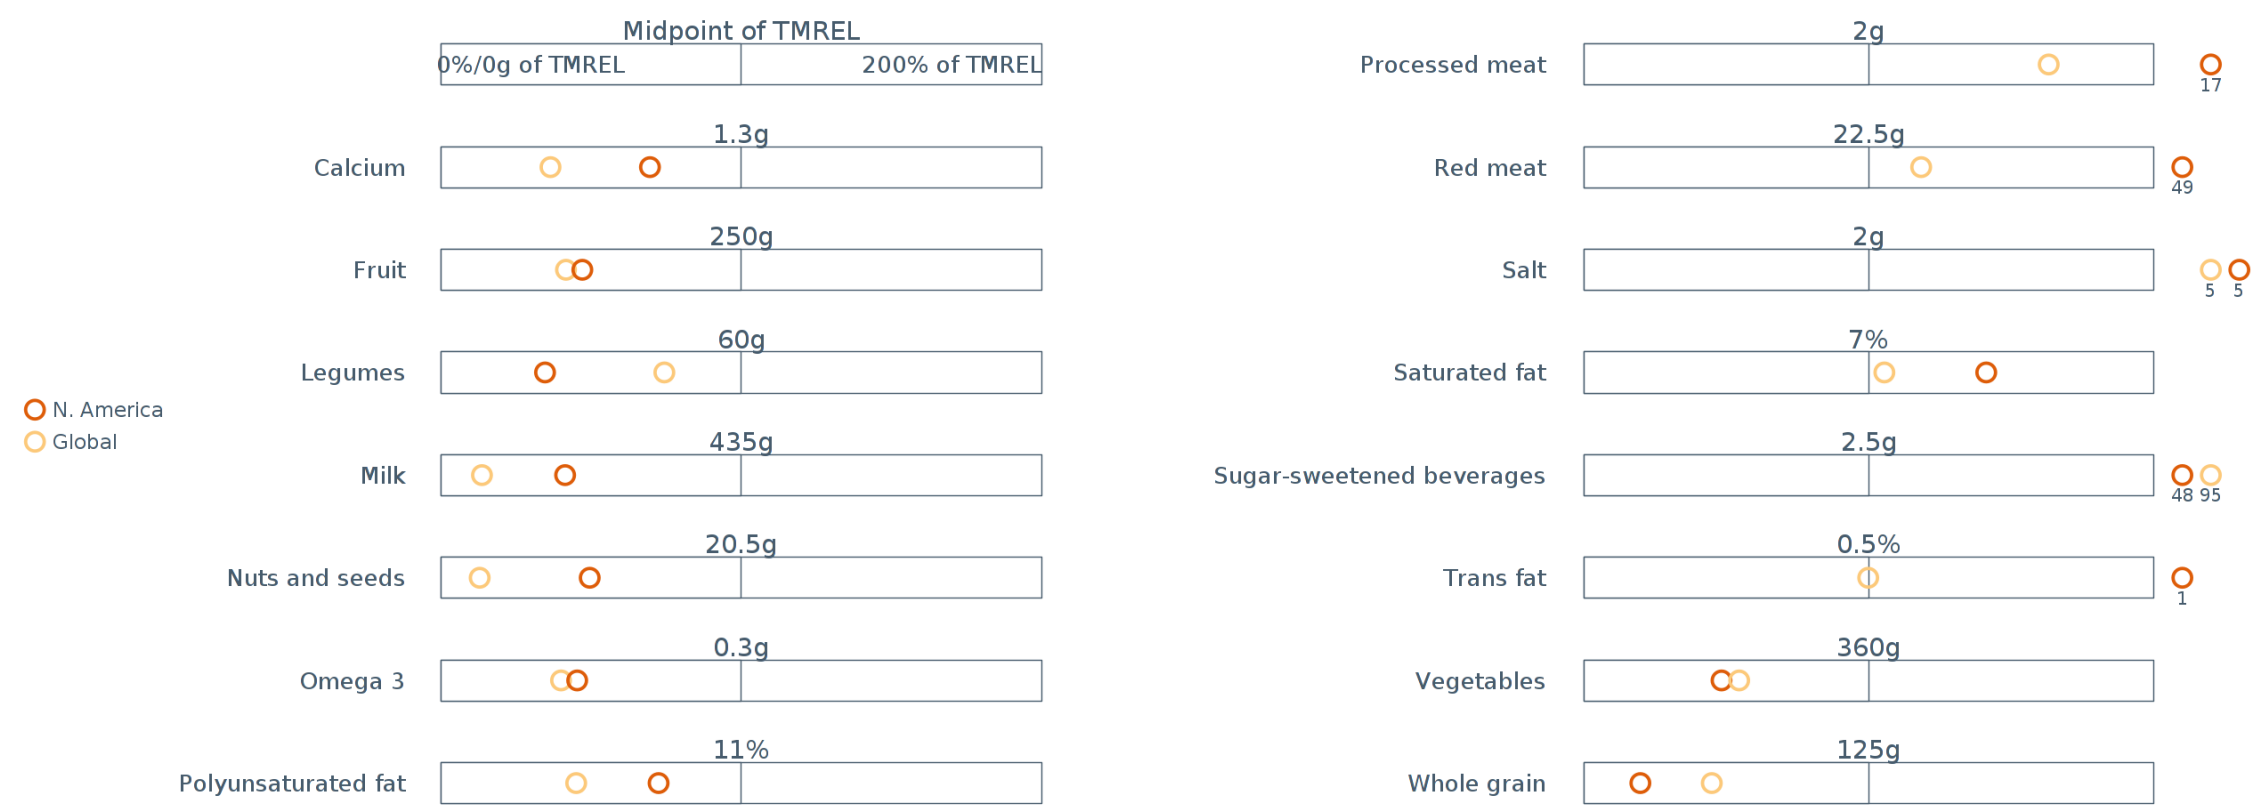 Midpoint of TMREL
0%/0g of TMREL
200% of TMREL
1.3g
Calcium
250g
Fruit
60g
Legumes
N. America
Global
435g
Milk
20.5g
Nuts and seeds
0.3g
Omega 3
11%
Polyunsaturated fat
2g
Processed meat
17
22.5g
Red meat
49
2g
Salt
5 5
7%
Saturated fat
2.5g
Sugar-sweetened beverages
48 95
0.5%
Trans fat
1
360g
Vegetables
125g
Whole grain